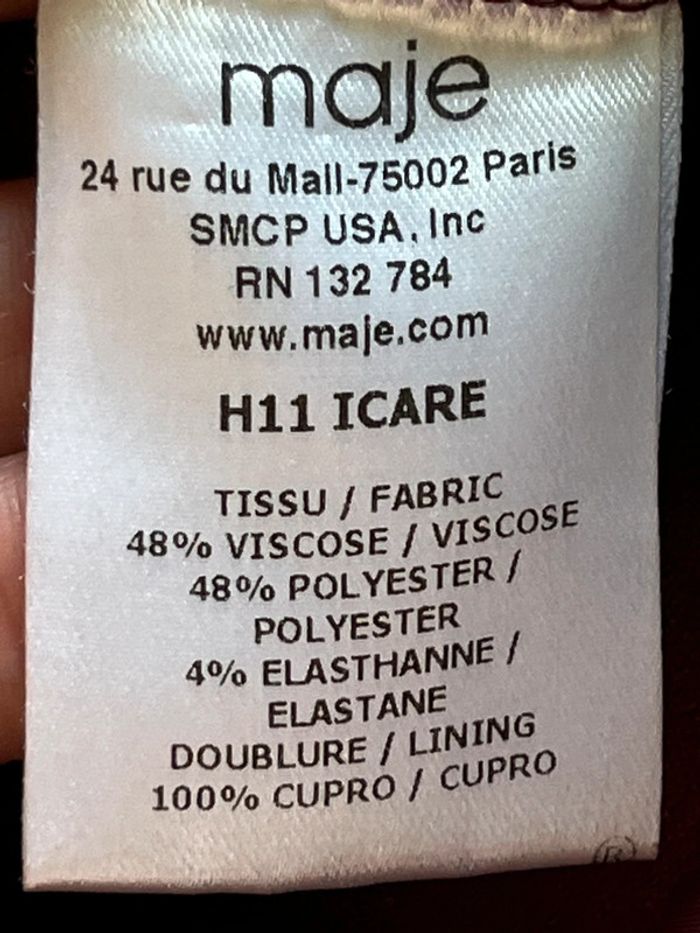 maje
24 rue du Mail-75002 Paris
SMCP USA, Inc
RN 132 784
www.maje.com
H11 ICARE
TISSU / FABRIC
48% VISCOSE / VISCOSE
48% POLYESTER /
POLYESTER
4% ELASTHANNE /
ELASTANE
DOUBLURE / LINING
100% CUPRO / CUPRO
®